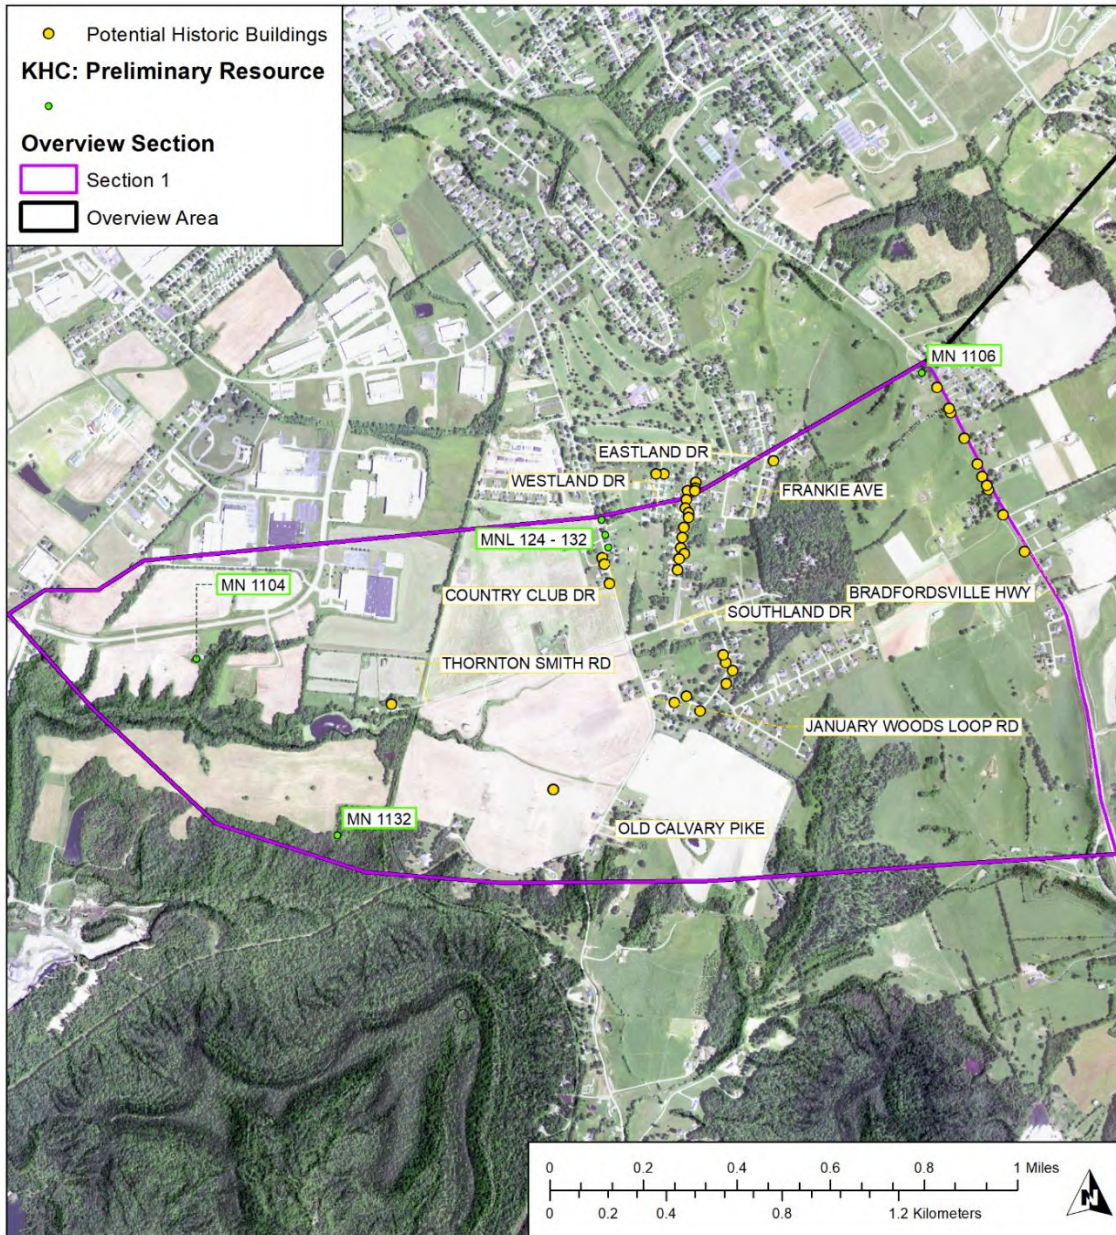 Potential Historic Buildings
KHC: Preliminary Resource
Overview Section
Section 1
Overview Area
MN 1106
EASTLAND DR
WESTLAND DR
FRANKIE AVE
MNL 124 - 132
MN 1104
COUNTRY CLUB DR
BRADFORDSVILLE HWY
SOUTHLAND DR
THORNTON SMITH RD
JANUARY WOODS LOOP RD
MN 1132
OLD CALVARY PIKE
0 0.2 0.4 0.6 0.8 1 Miles
0 0.2 0.4 0.8 1.2 Kilometers
N